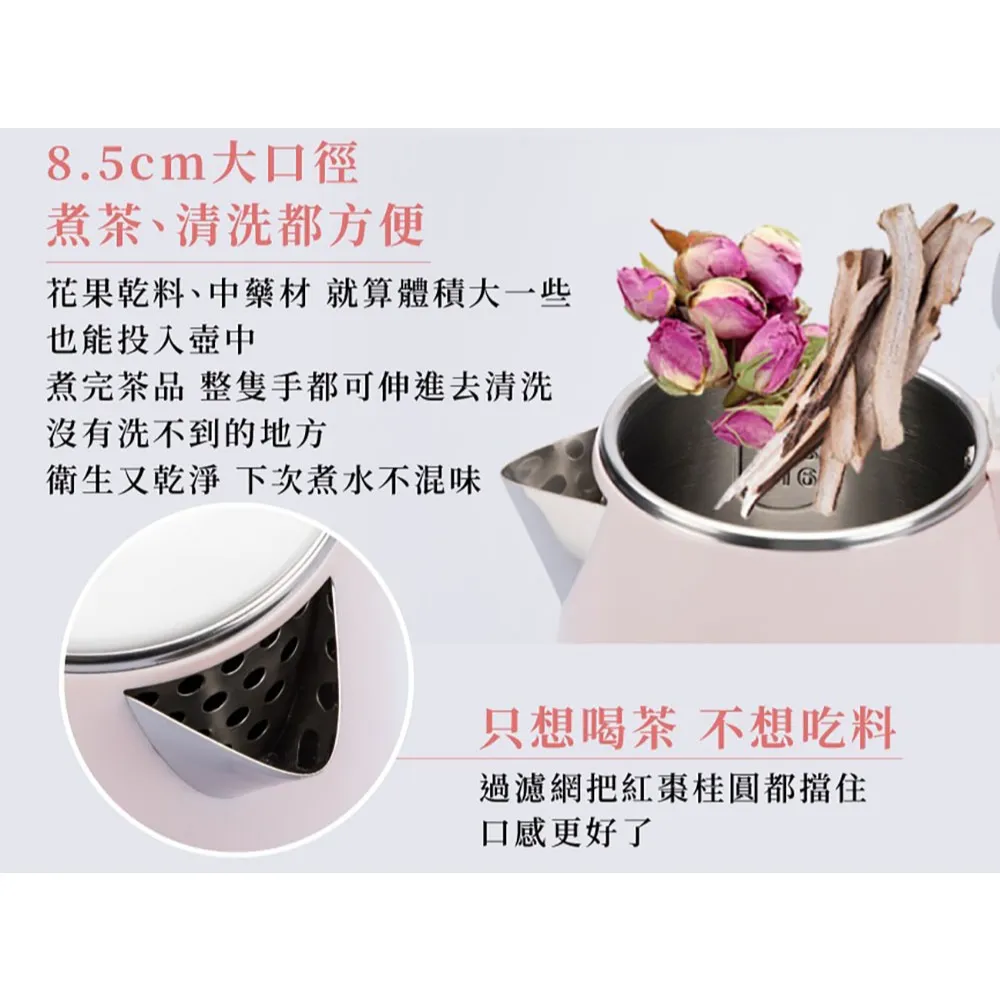 8.5cm大口徑
煮茶、清洗都方便
花果乾料、中藥材 就算體積大一些
也能投入壺中
煮完茶品 整隻手都可伸進去清洗
沒有洗不到的地方
衛生又乾淨 下次煮水不混味
只想喝茶 不想吃料
過濾網把紅棗桂圓都擋住
口感更好了